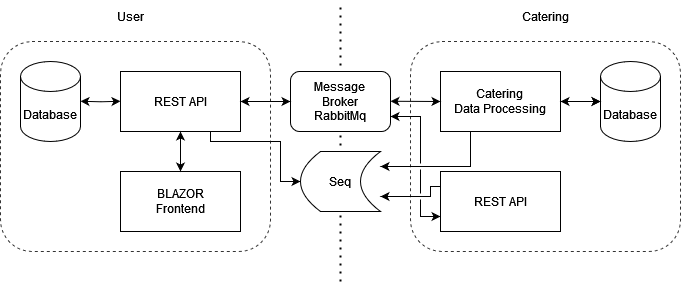 User
Catering
Database
REST API
Message
Broker
RabbitMq
Catering
Data Processing
Database
BLAZOR
Frontend
Seq
REST API